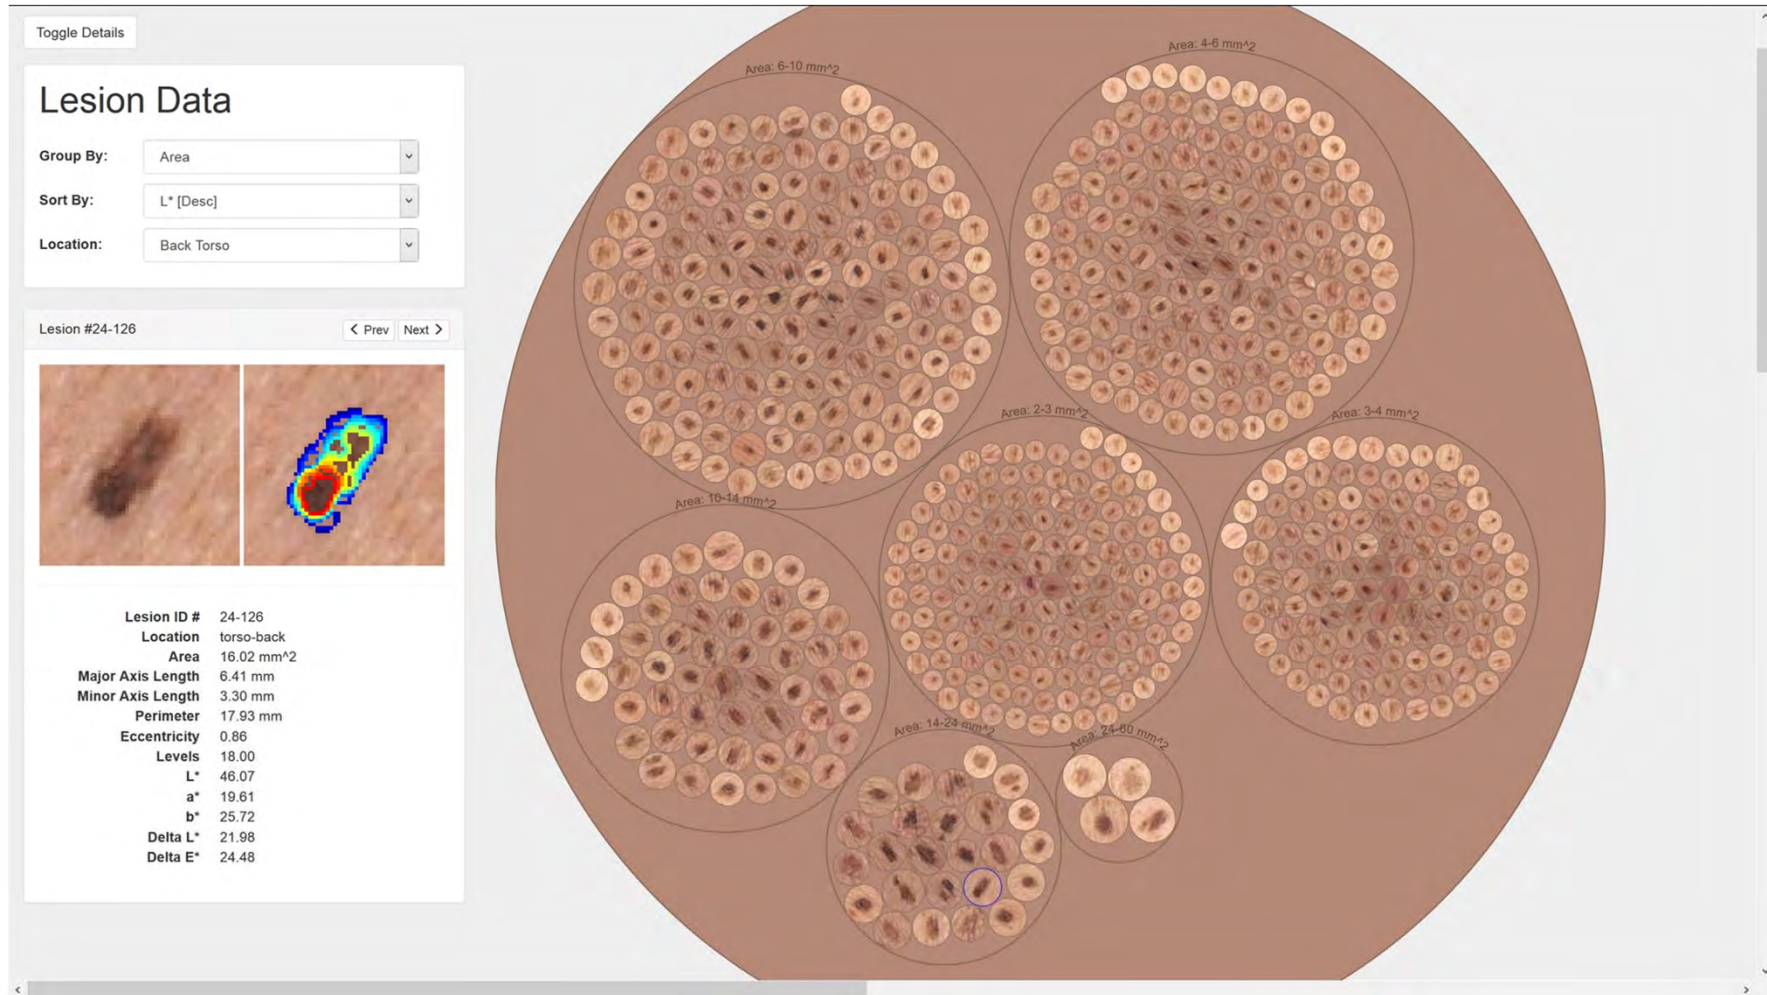 Toggle Details
Lesion Data
Group By: Area
Sort By: L* [Desc]
Location: Back Torso
Lesion #24-126
Prev Next
Lesion ID # 24-126
Location torso-back
Area 16.02 mm^2
Major Axis Length 6.41 mm
Minor Axis Length 3.30 mm
Perimeter 17.93 mm
Eccentricity 0.86
Levels 18.00
L* 46.07
a* 19.61
b* 25.72
Delta L* 21.98
Delta E* 24.48
Area: 4-6 mm^2
Area: 6-10 mm^2
Area: 2-3 mm^2
Area: 3-4 mm^2
Area: 10-14 mm^2
Area: 14-24 mm^2
Area: 24-60 mm^2